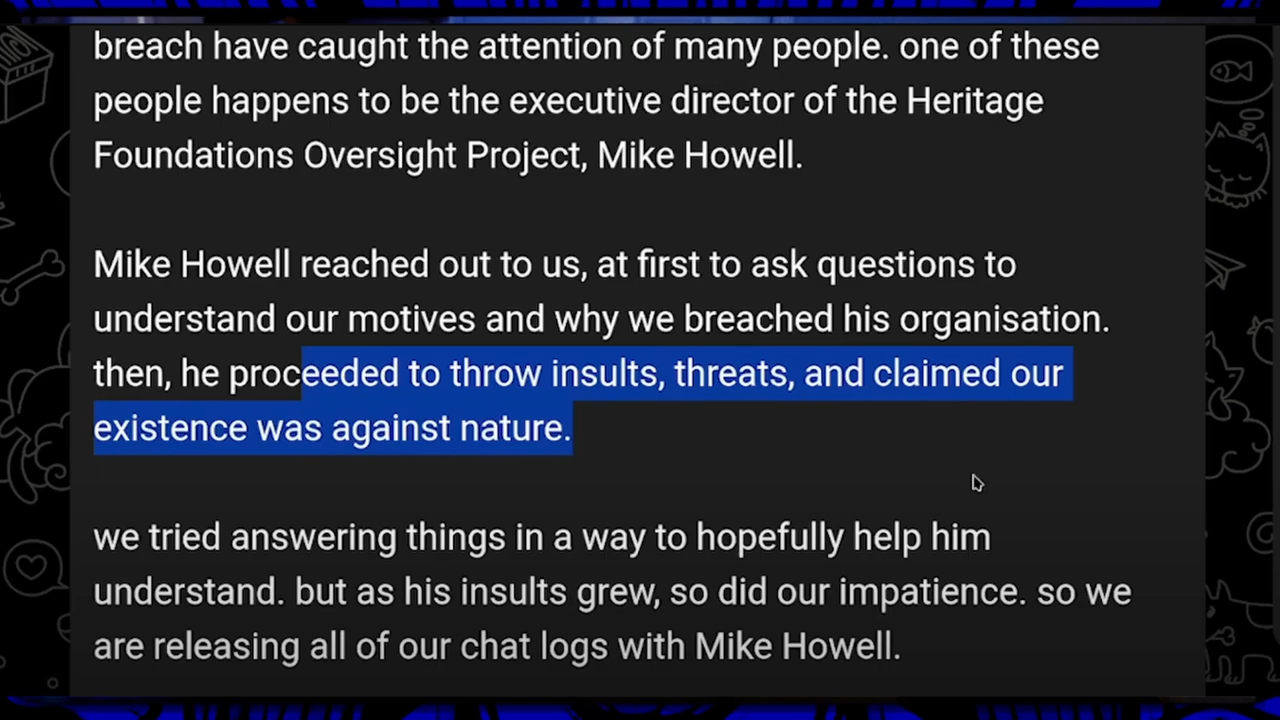 breach have caught the attention of many people. one of these
people happens to be the executive director of the Heritage
Foundations Oversight Project, Mike Howell.
Mike Howell reached out to us, at first to ask questions to
understand our motives and why we breached his organisation.
then, he proceeded to throw insults, threats, and claimed our
existence was against nature.
we tried answering things in a way to hopefully help him
understand. but as his insults grew, so did our impatience. so we
are releasing all of our chat logs with Mike Howell.